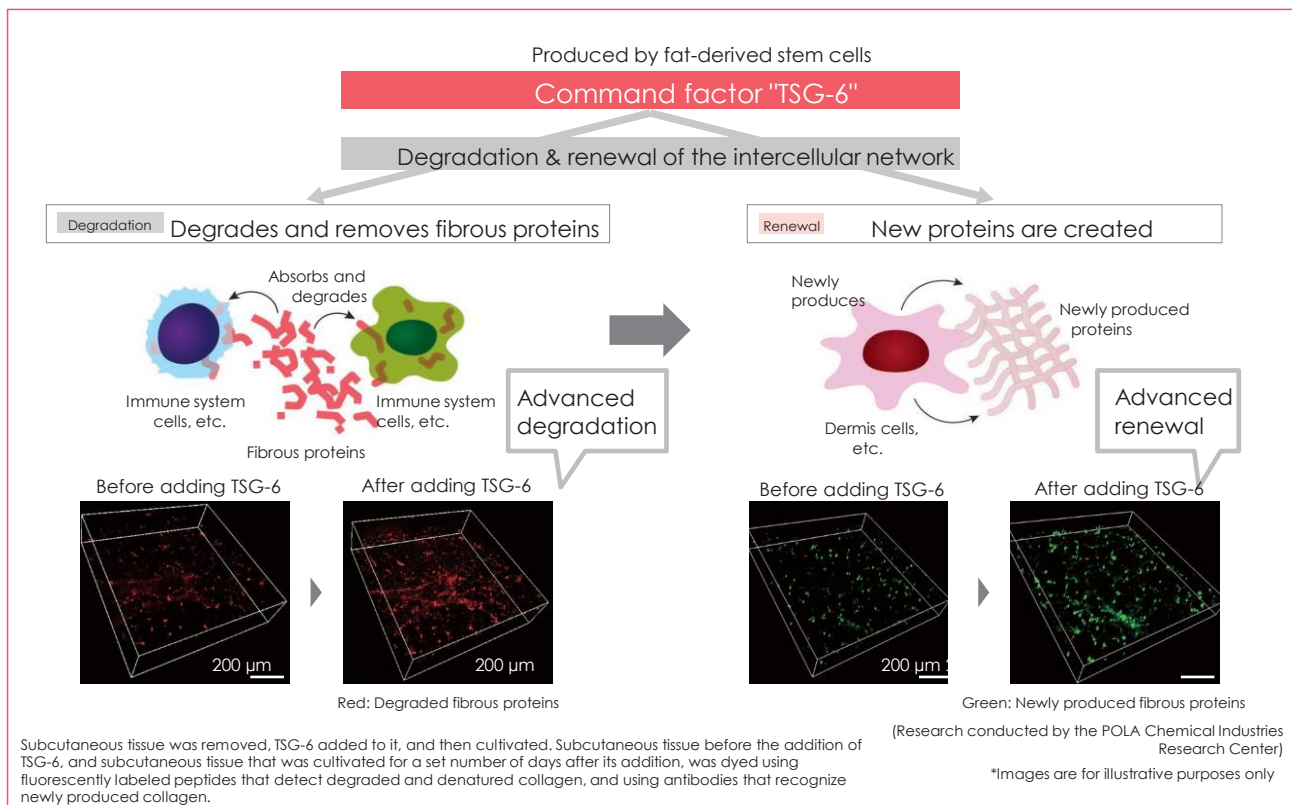 Produced by fat-derived stem cells
Command factor "TSG-6"
Degradation & renewal of the intercellular network
Degradation Degrades and removes fibrous proteins
Absorbs and
degrades
Immune system
cells, etc.
Immune system
cells, etc.
Fibrous proteins
Advanced
degradation
Before adding TSG-6
After adding TSG-6
200 μm
200 μm
Red: Degraded fibrous proteins
Renewal New proteins are created
Newly
produces
Newly produced
proteins
Dermis cells,
etc.
Advanced
renewal
Before adding TSG-6
After adding TSG-6
200 μm
Green: Newly produced fibrous proteins
Subcutaneous tissue was removed, TSG-6 added to it, and then cultivated. Subcutaneous tissue before the addition of
TSG-6, and subcutaneous tissue that was cultivated for a set number of days after its addition, was dyed using
fluorescently labeled peptides that detect degraded and denatured collagen, and using antibodies that recognize
newly produced collagen.
(Research conducted by the POLA Chemical Industries
Research Center)
*Images are for illustrative purposes only